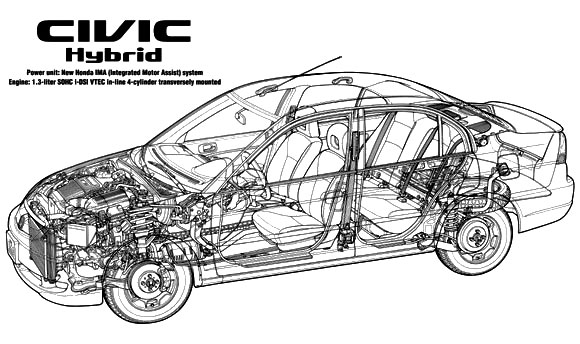 CIVIC
Hybrid
Power unit: New Honda IMA (Integrated Motor Assist) system
Engine: 1.3-liter SOHC i-DSI VTEC in-line 4-cylinder transversely mounted